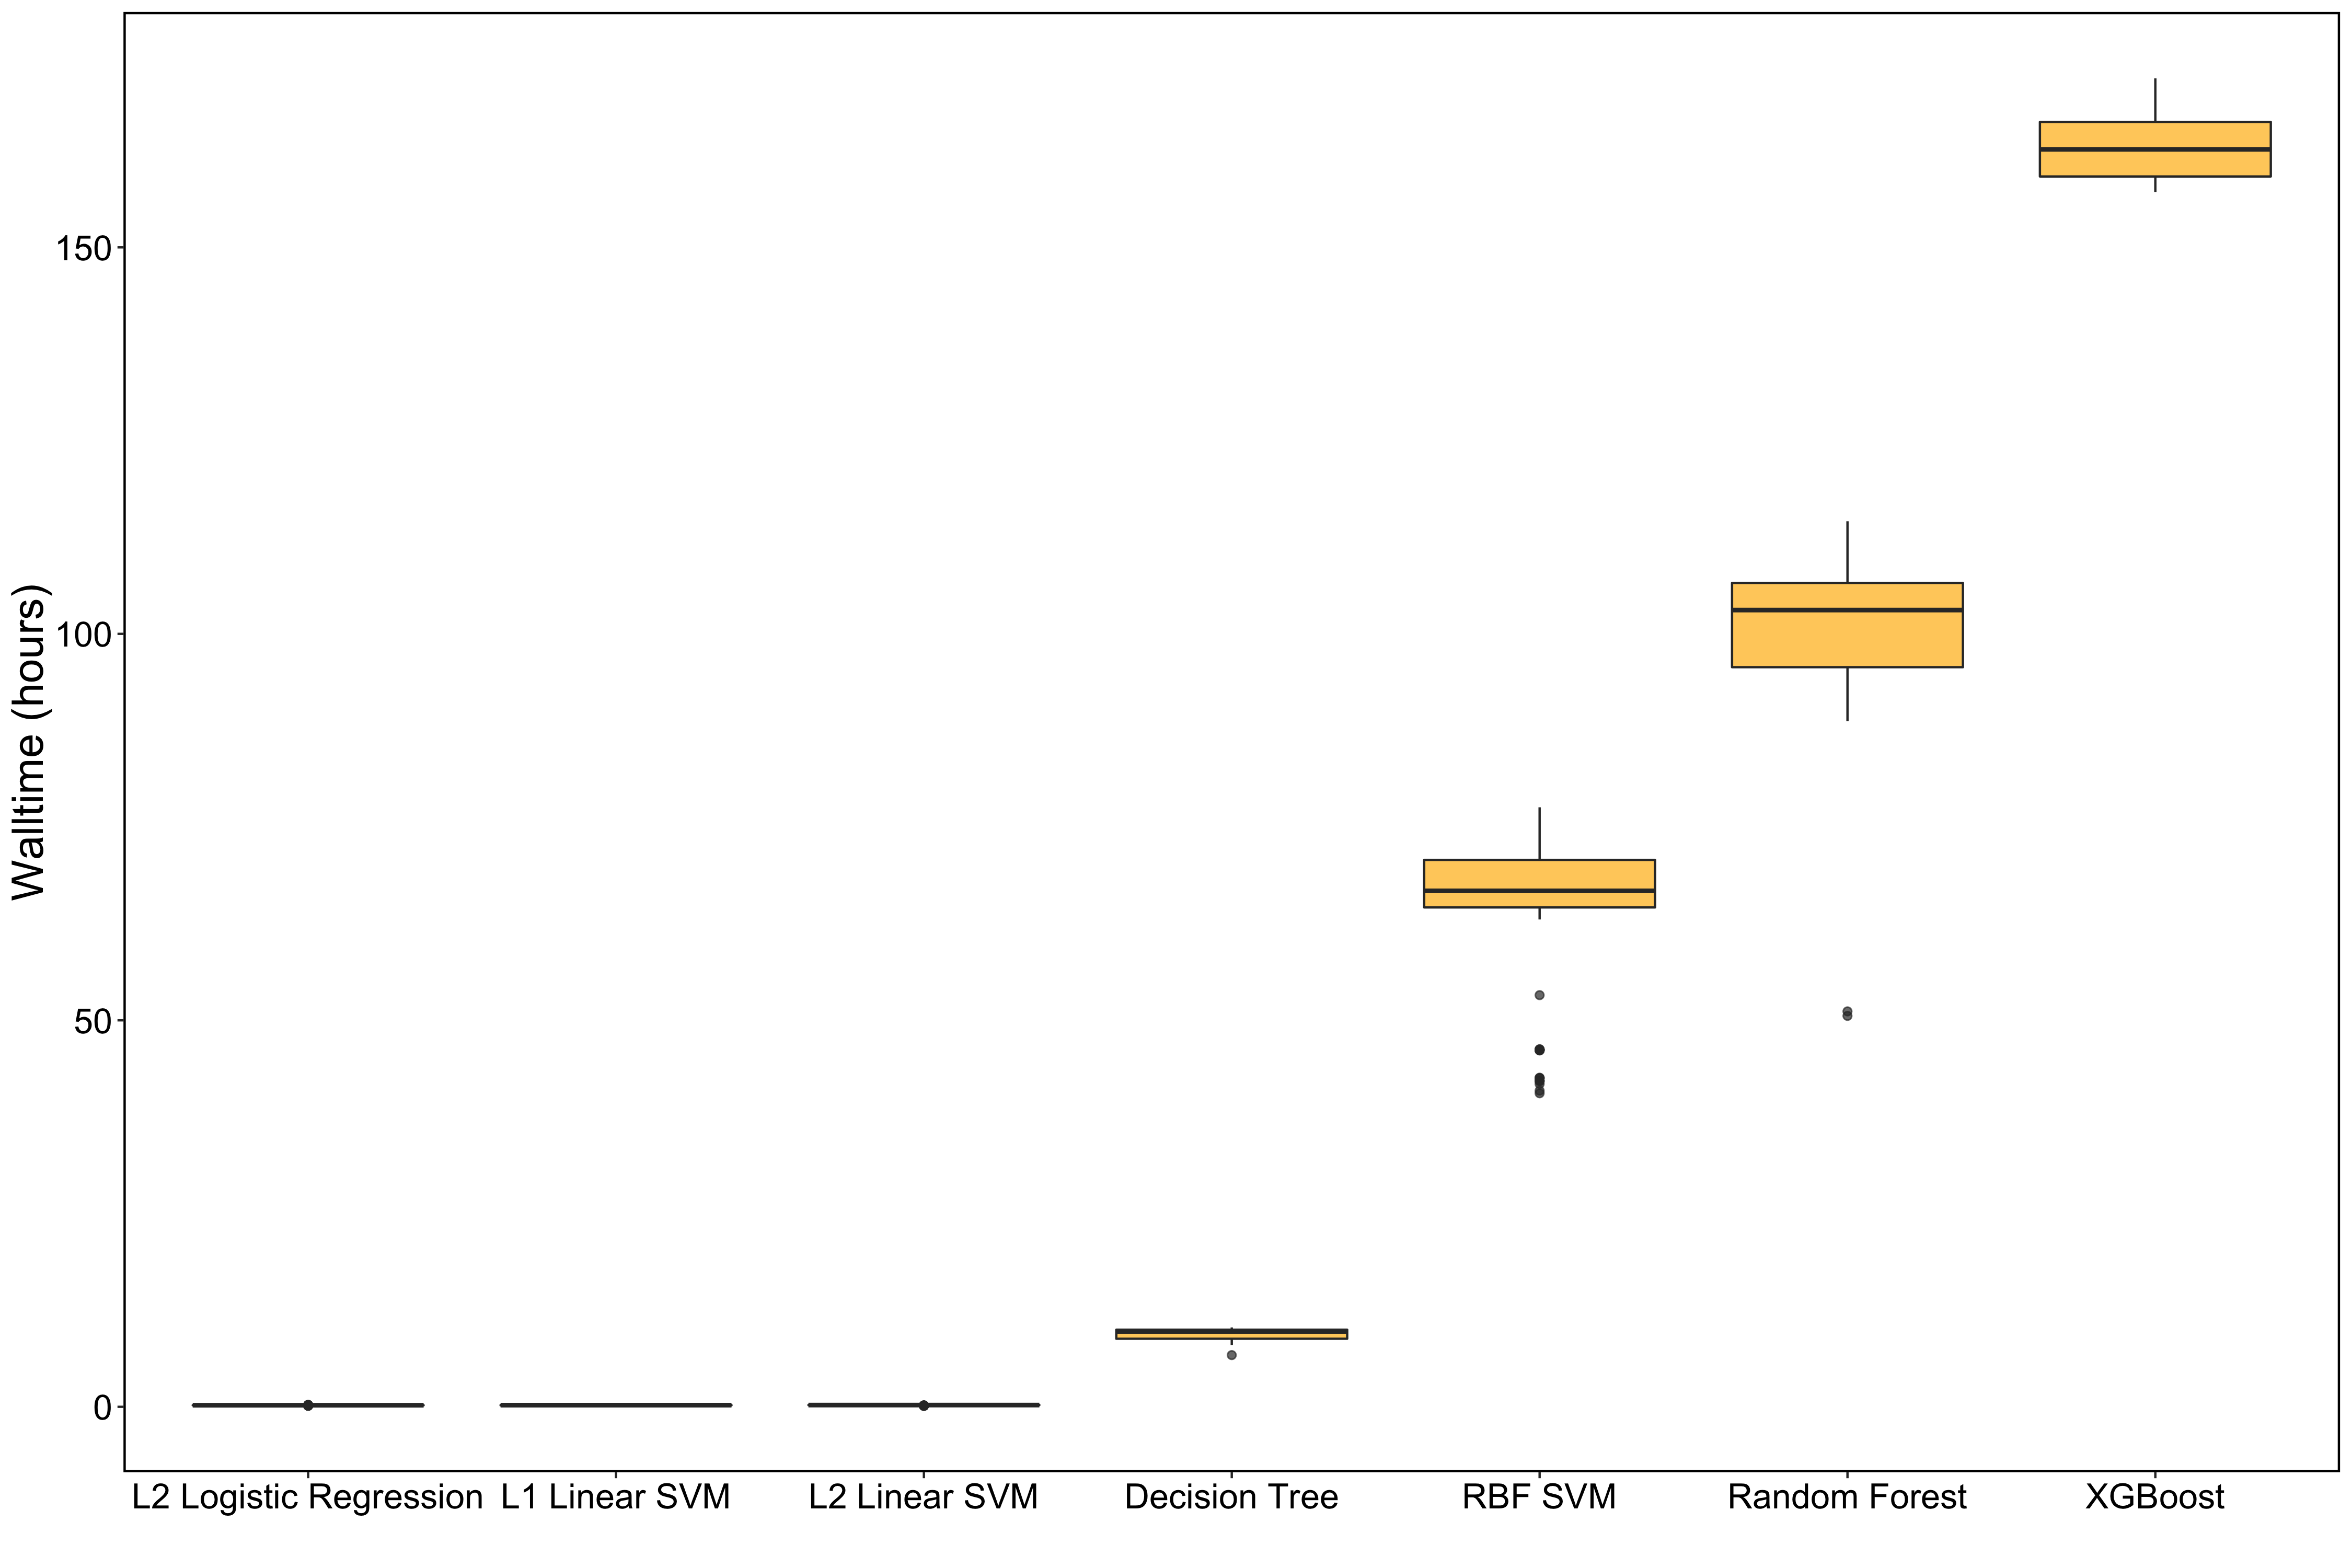 Walltime (hours)
150
100
50
0
L2 Logistic Regression
L1 Linear SVM
L2 Linear SVM
Decision Tree
RBF SVM
Random Forest
XGBoost